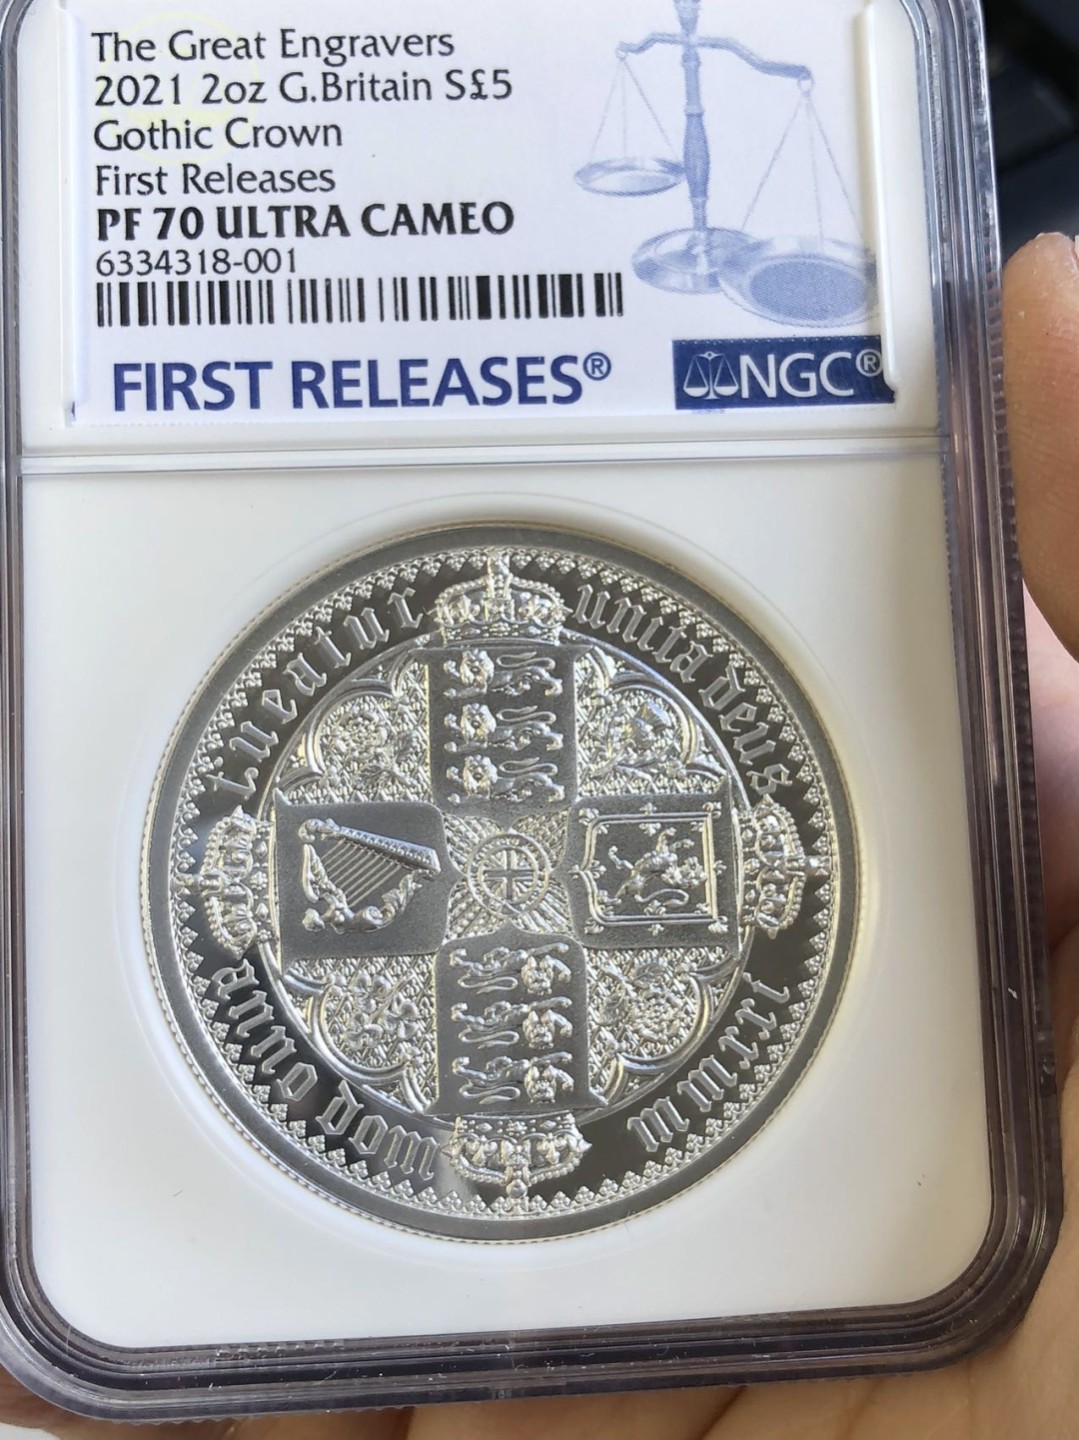 The Great Engravers
2021 2oz G.Britain S£5
Gothic Crown
First Releases
PF 70 ULTRA CAMEO
6334318-001
FIRST RELEASES®
NGC®
tueatur unita deus
anno dom mmxxi